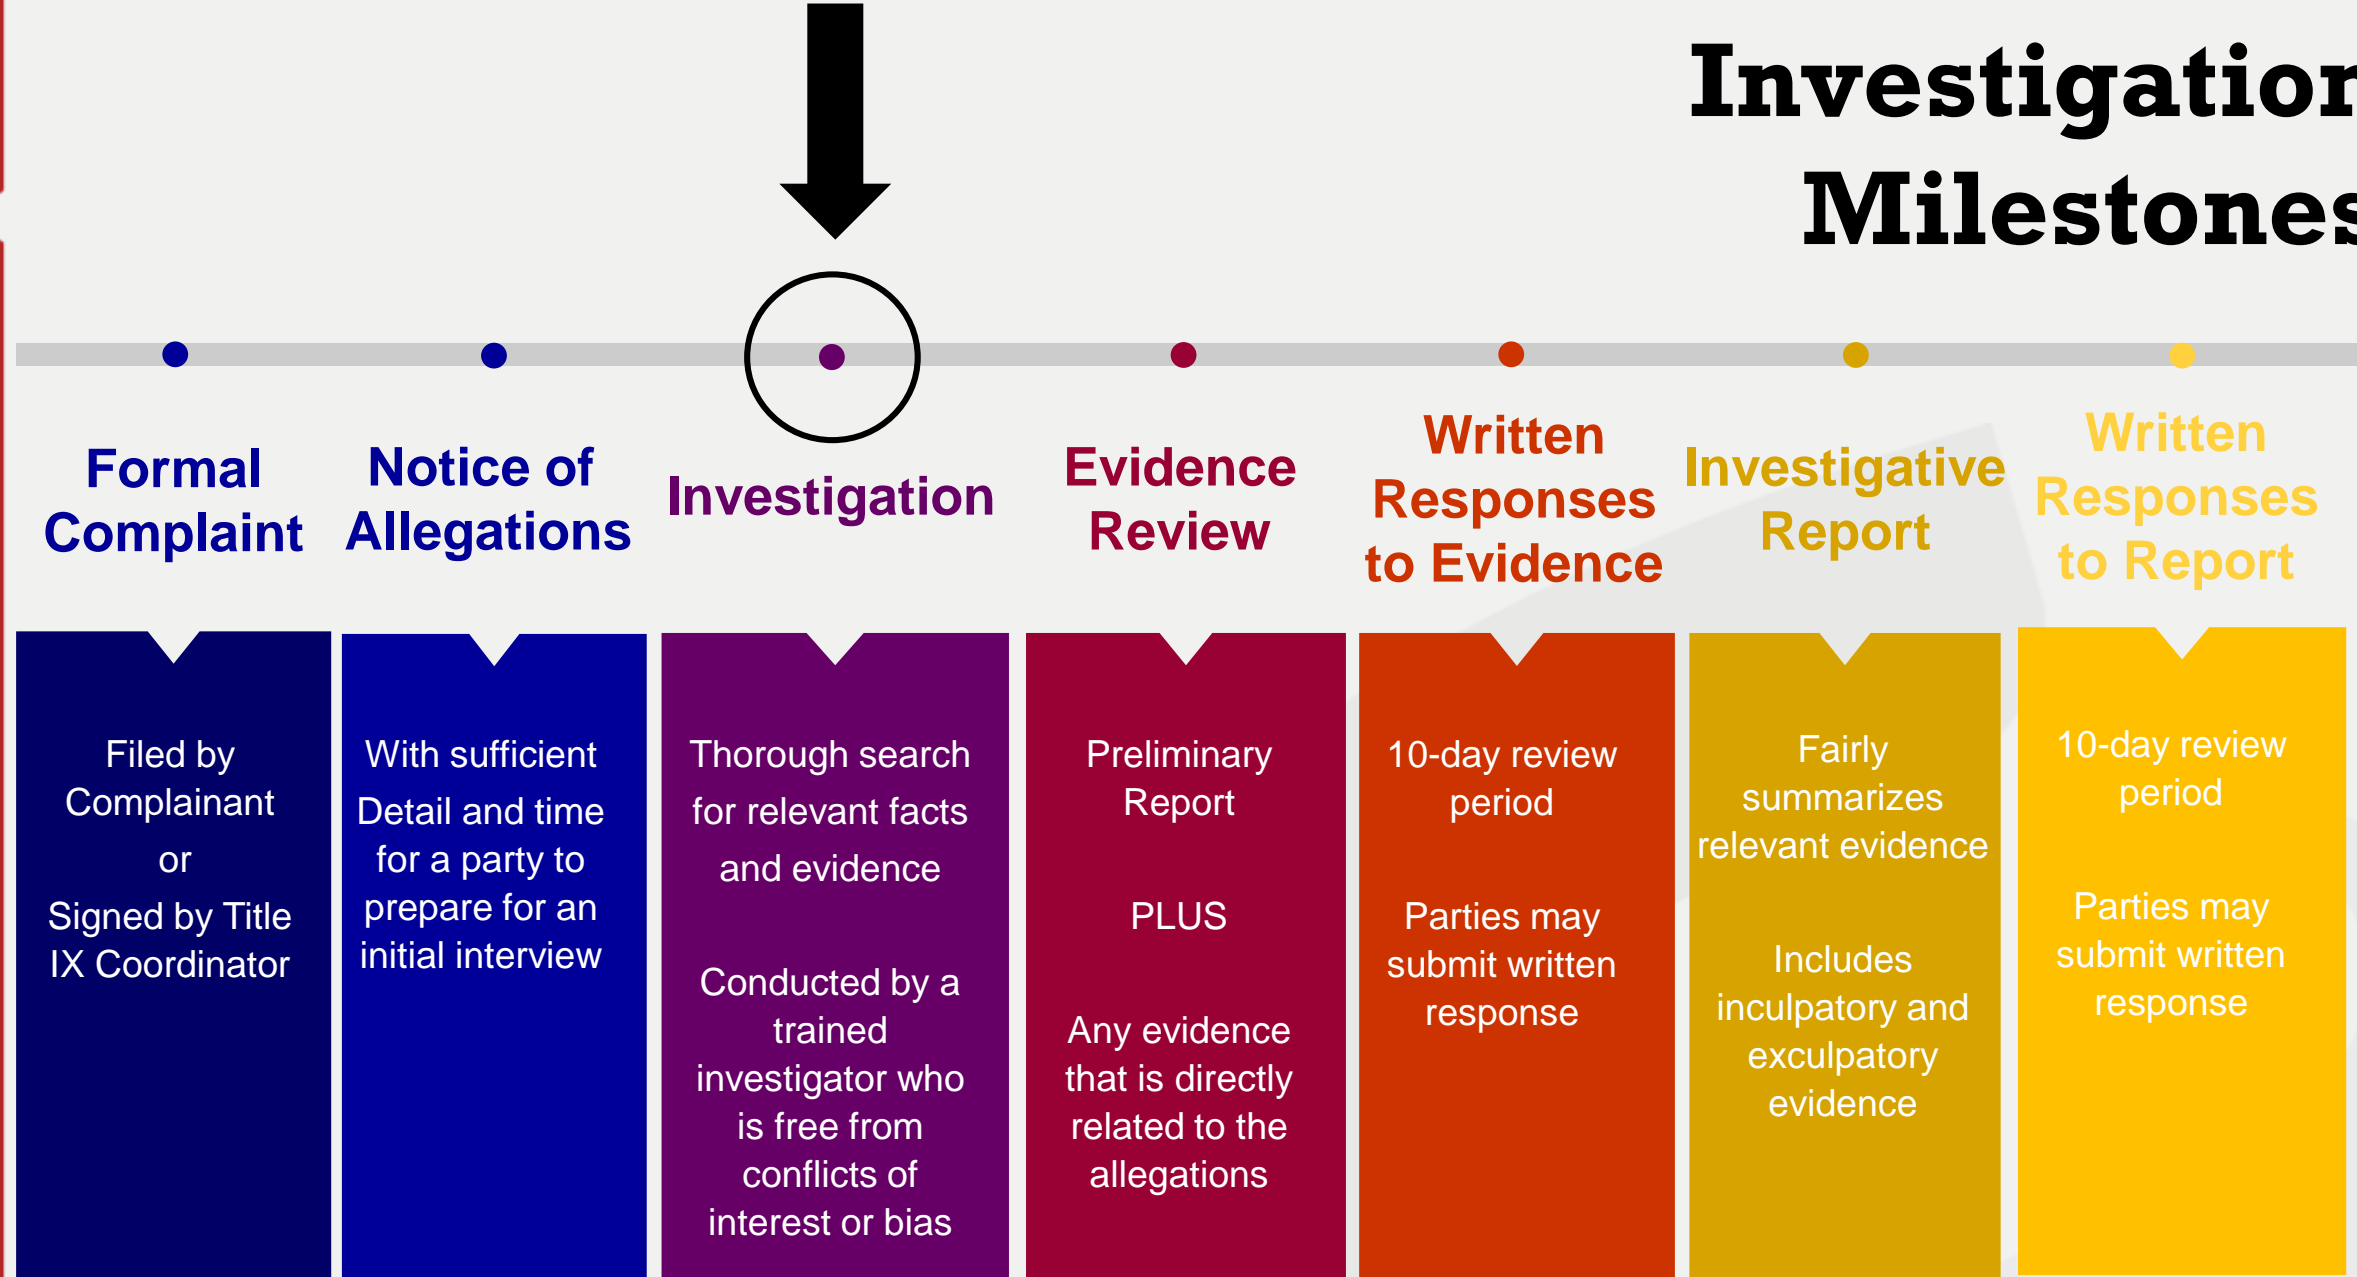 Investigation
Milestones
Formal
Complaint
Notice of
Allegations
Investigation
Evidence
Review
Written
Responses
to Evidence
Investigative
Report
Written
Responses
to Report
Filed by
Complainant
or
Signed by Title
IX Coordinator
With sufficient
Detail and time
for a party to
prepare for an
initial interview
Thorough search
for relevant facts
and evidence
Conducted by a
trained
investigator who
is free from
conflicts of
interest or bias
Preliminary
Report
PLUS
Any evidence
that is directly
related to the
allegations
10-day review
period
Parties may
submit written
response
Fairly
summarizes
relevant evidence
Includes
inculpatory and
exculpatory
evidence
10-day review
period
Parties may
submit written
response